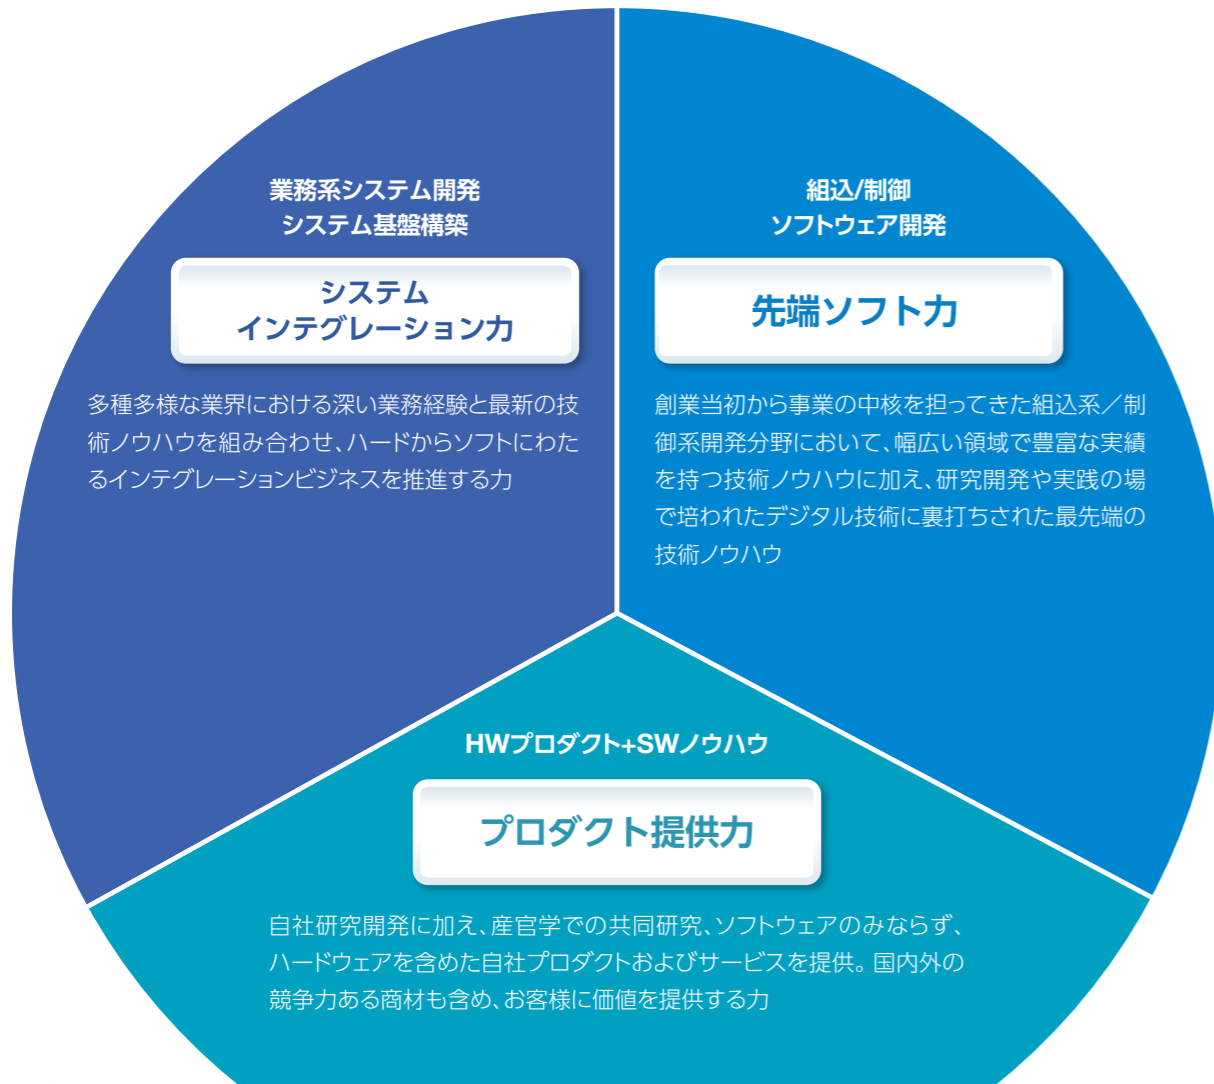 業務系システム開発
システム基盤構築
システム
インテグレーション力
多種多様な業界における深い業務経験と最新の技
術ノウハウを組み合わせ、ハードからソフトにわた
るインテグレーションビジネスを推進する力
組込/制御
ソフトウェア開発
先端ソフト力
創業当初から事業の中核を担ってきた組込系／制
御系開発分野において、幅広い領域で豊富な実績
を持つ技術ノウハウに加え、研究開発や実践の場
で培われたデジタル技術に裏打ちされた最先端の
技術ノウハウ
HWプロダクト+SWノウハウ
プロダクト提供力
自社研究開発に加え、産官学での共同研究、ソフトウェアのみならず、
ハードウェアを含めた自社プロダクトおよびサービスを提供。国内外の
競争力ある商材も含め、お客様に価値を提供する力